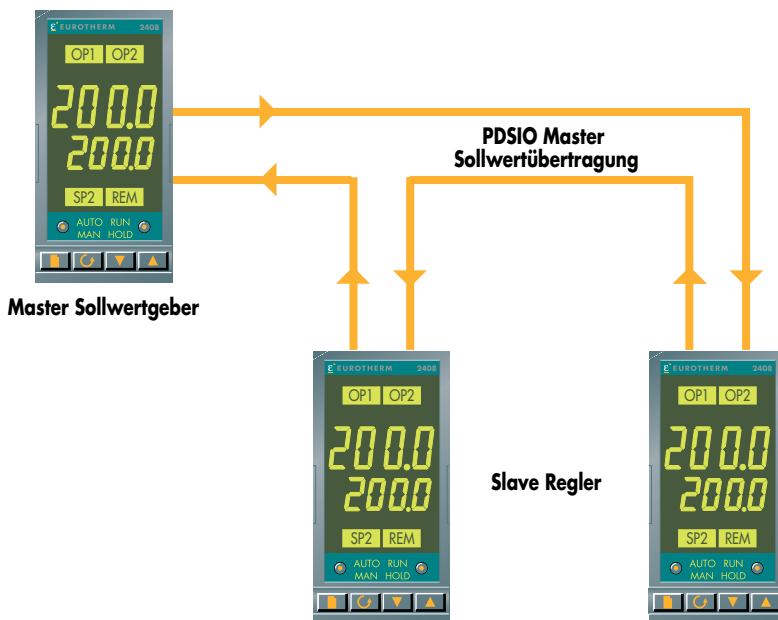 EUROTHERM 2408
OP1 OP2
200.0
200.0
SP2 REM
AUTO RUN
MAN HOLD
Master Sollwertgeber
PDSIO Master
Sollwertübertragung
EUROTHERM 2408
OP1 OP2
200.0
200.0
SP2 REM
AUTO RUN
MAN HOLD
Slave Regler
EUROTHERM 2408
OP1 OP2
200.0
200.0
SP2 REM
AUTO RUN
MAN HOLD